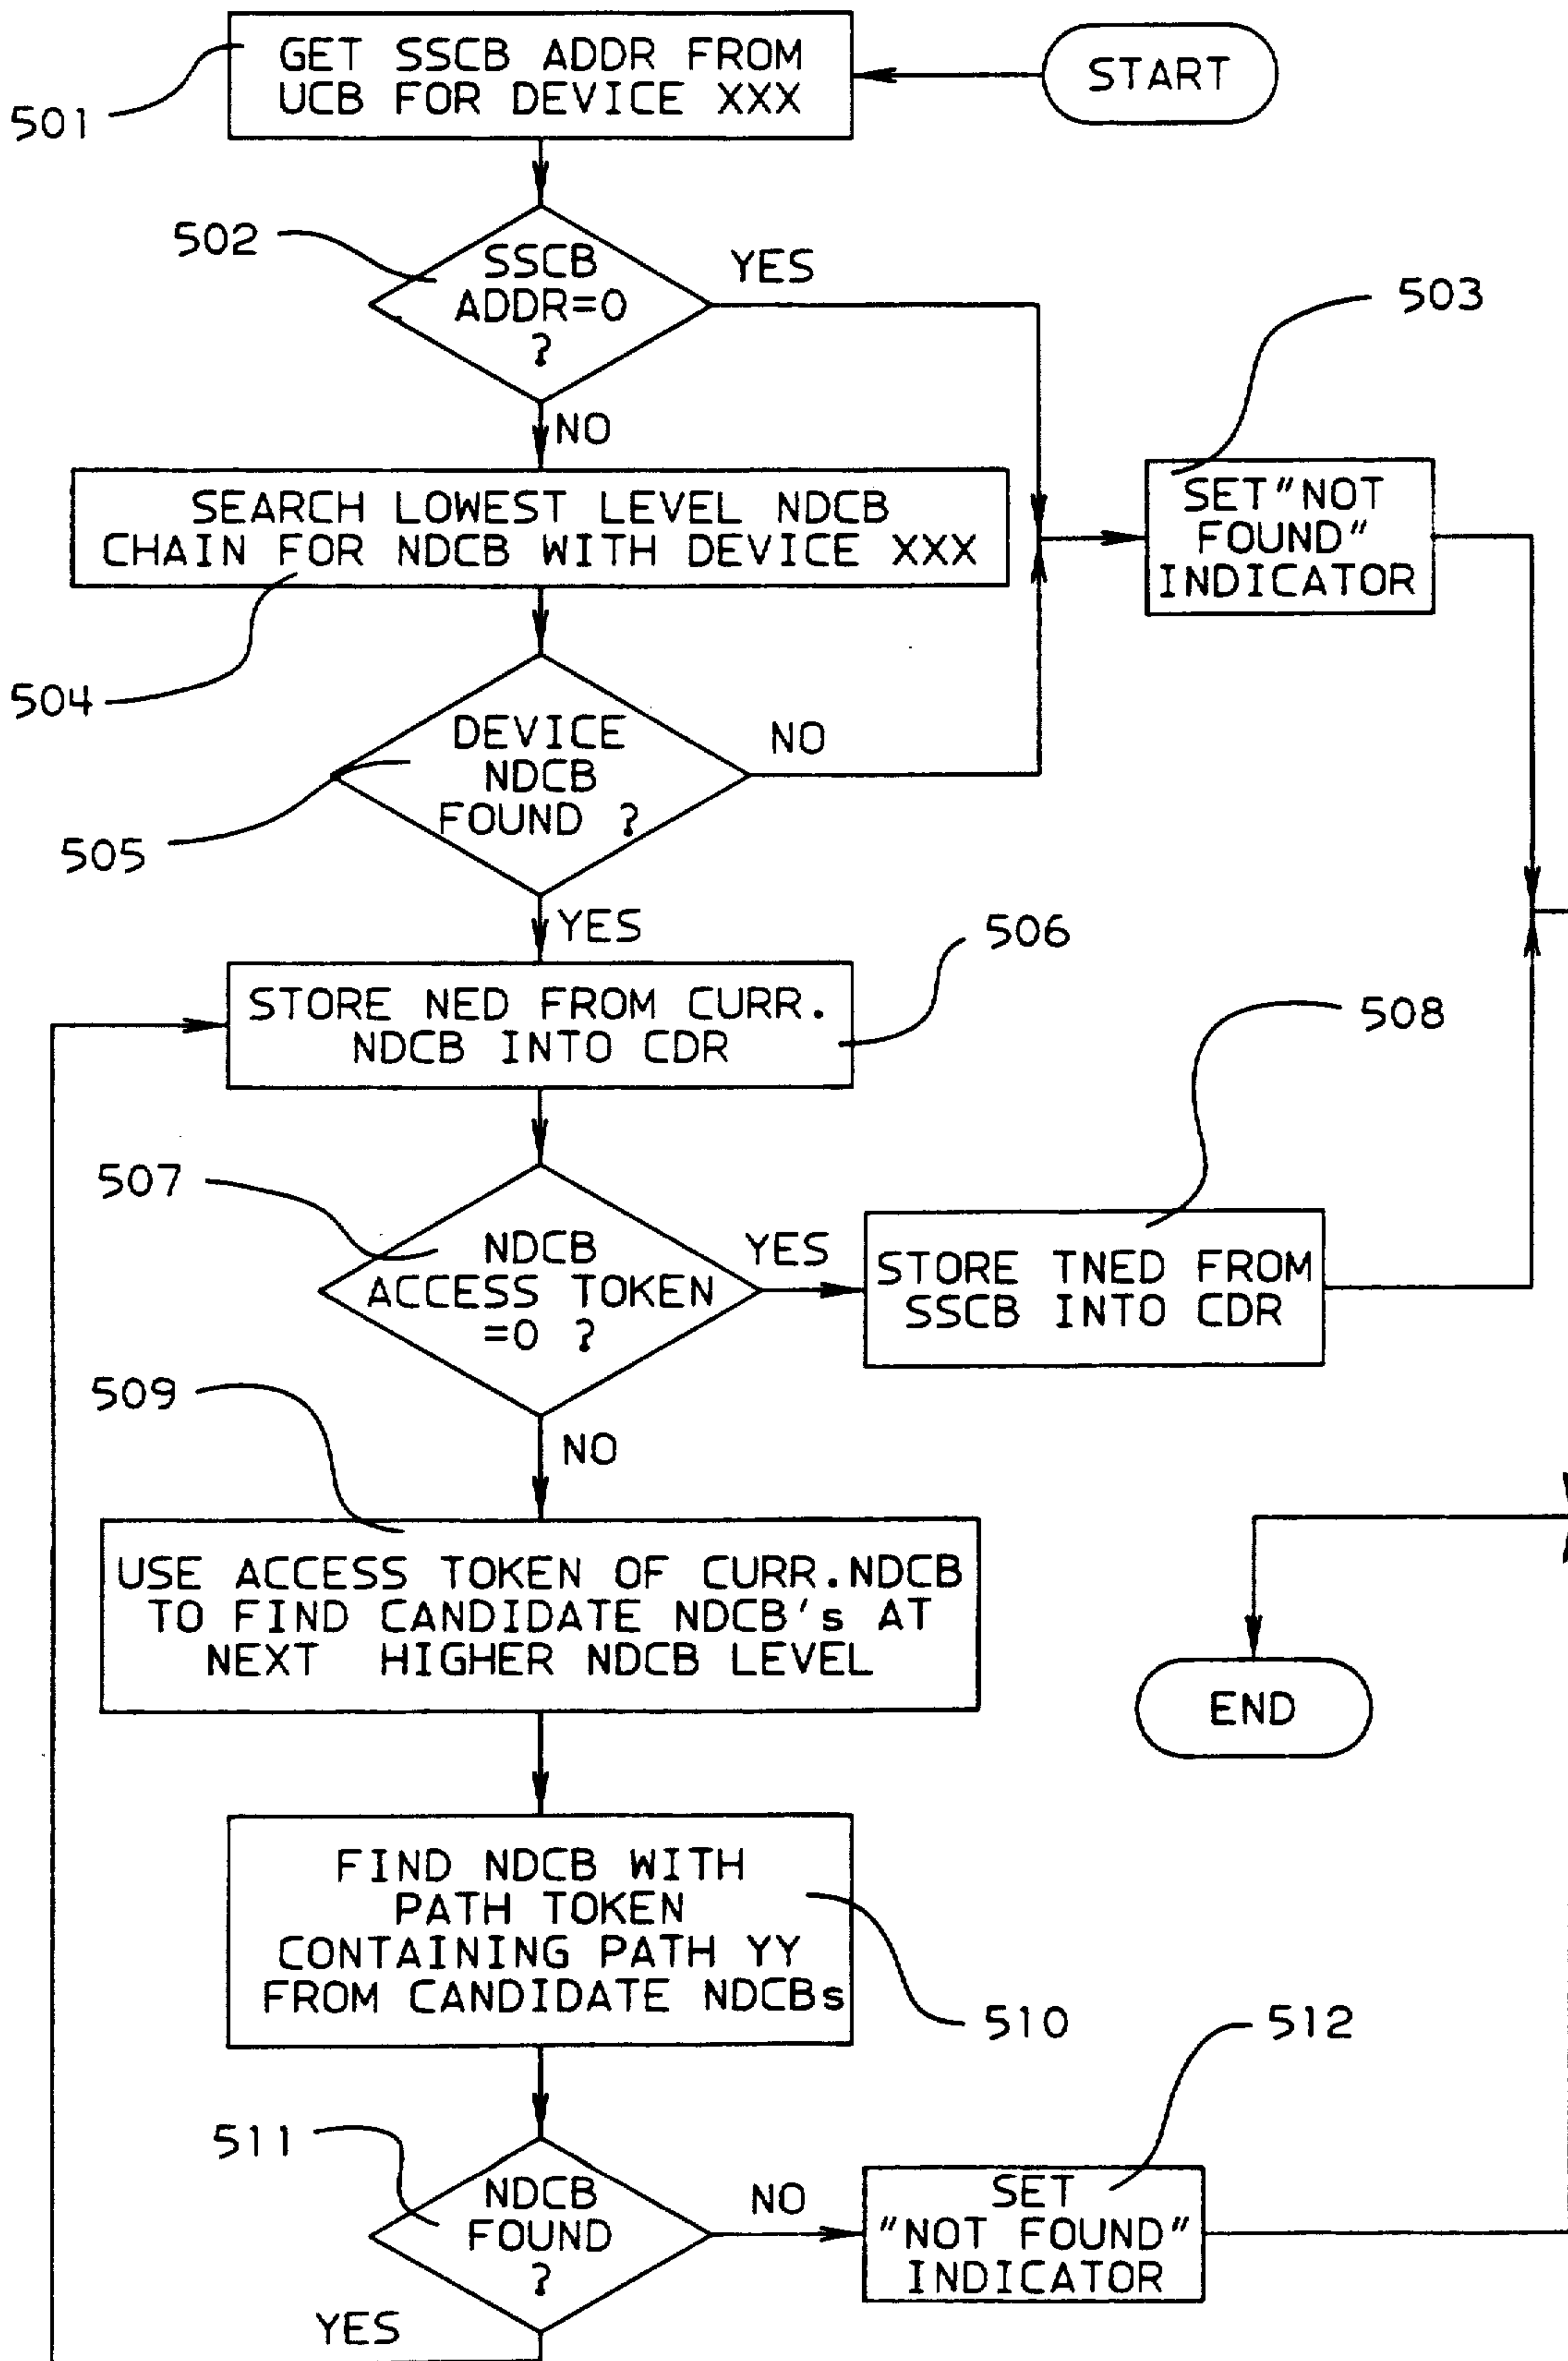 GET SSCB ADDR FROM
UCB FOR DEVICE XXX
START
501
502
SSCB
ADDR=0
?
YES
503
NO
SET "NOT
FOUND"
INDICATOR
SEARCH LOWEST LEVEL NDCB
CHAIN FOR NDCB WITH DEVICE XXX
504
DEVICE
NDCB
FOUND ?
NO
505
YES
506
STORE NED FROM CURR.
NDCB INTO CDR
508
507
NDCB
ACCESS TOKEN
=0 ?
YES
STORE TNED FROM
SSCB INTO CDR
509
NO
USE ACCESS TOKEN OF CURR.NDCB
TO FIND CANDIDATE NDCB's AT
NEXT HIGHER NDCB LEVEL
END
FIND NDCB WITH
PATH TOKEN
CONTAINING PATH YY
FROM CANDIDATE NDCBs
510
512
511
NDCB
FOUND
?
NO
SET
"NOT FOUND"
INDICATOR
YES